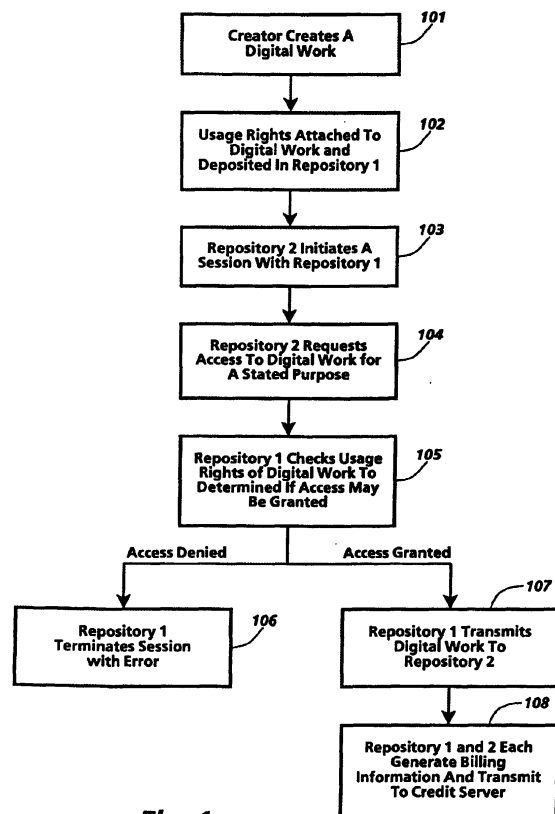 101
Creator Creates A
Digital Work
102
Usage Rights Attached To
Digital Work and
Deposited In Repository 1
103
Repository 2 Initiates A
Session With Repository 1
104
Repository 2 Requests
Access To Digital Work for
A Stated Purpose
105
Repository 1 Checks Usage
Rights of Digital Work To
Determined If Access May
Be Granted
Access Denied
Access Granted
106
Repository 1
Terminates Session
with Error
107
Repository 1 Transmits
Digital Work To
Repository 2
108
Repository 1 and 2 Each
Generate Billing
Information And Transmit
To Credit Server